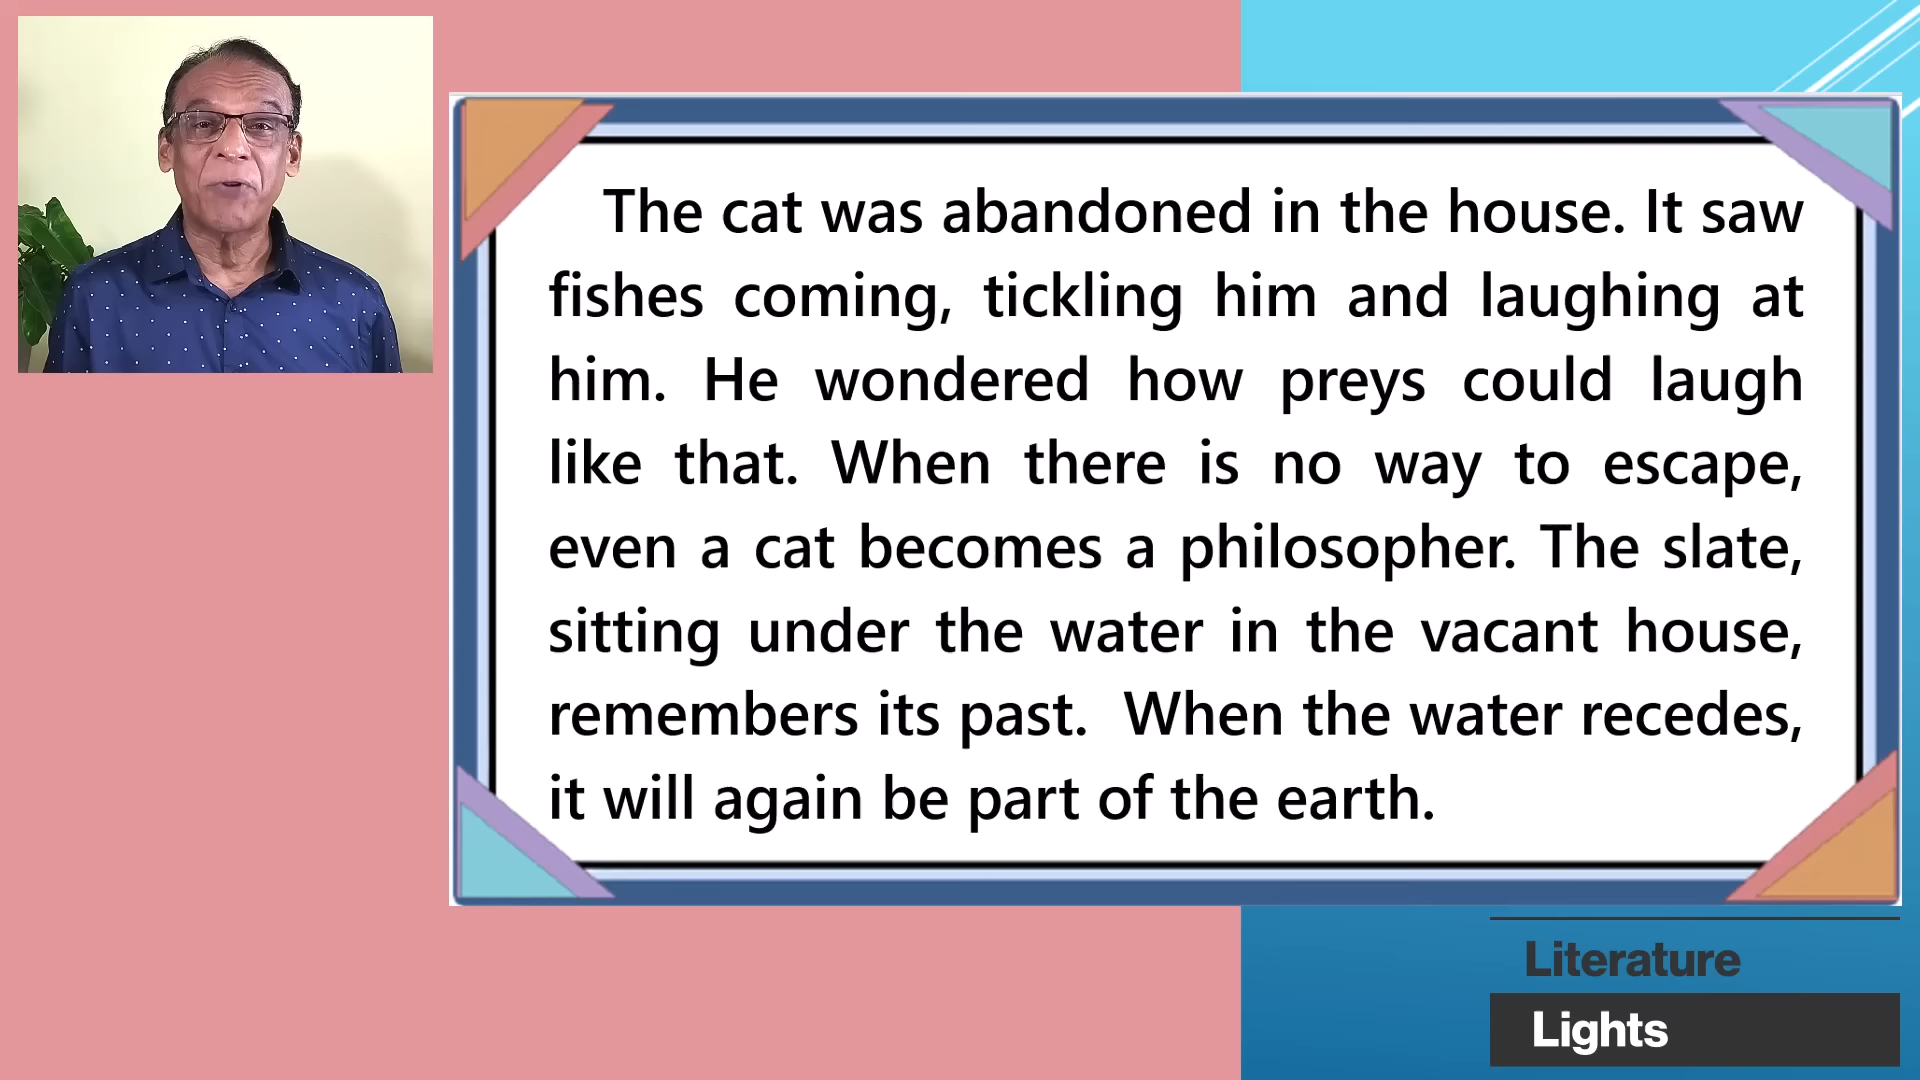 The cat was abandoned in the house. It saw
fishes coming, tickling him and laughing at
him. He wondered how preys could laugh
like that. When there is no way to escape,
even a cat becomes a philosopher. The slate,
sitting under the water in the vacant house,
remembers its past. When the water recedes,
it will again be part of the earth.
Literature
Lights